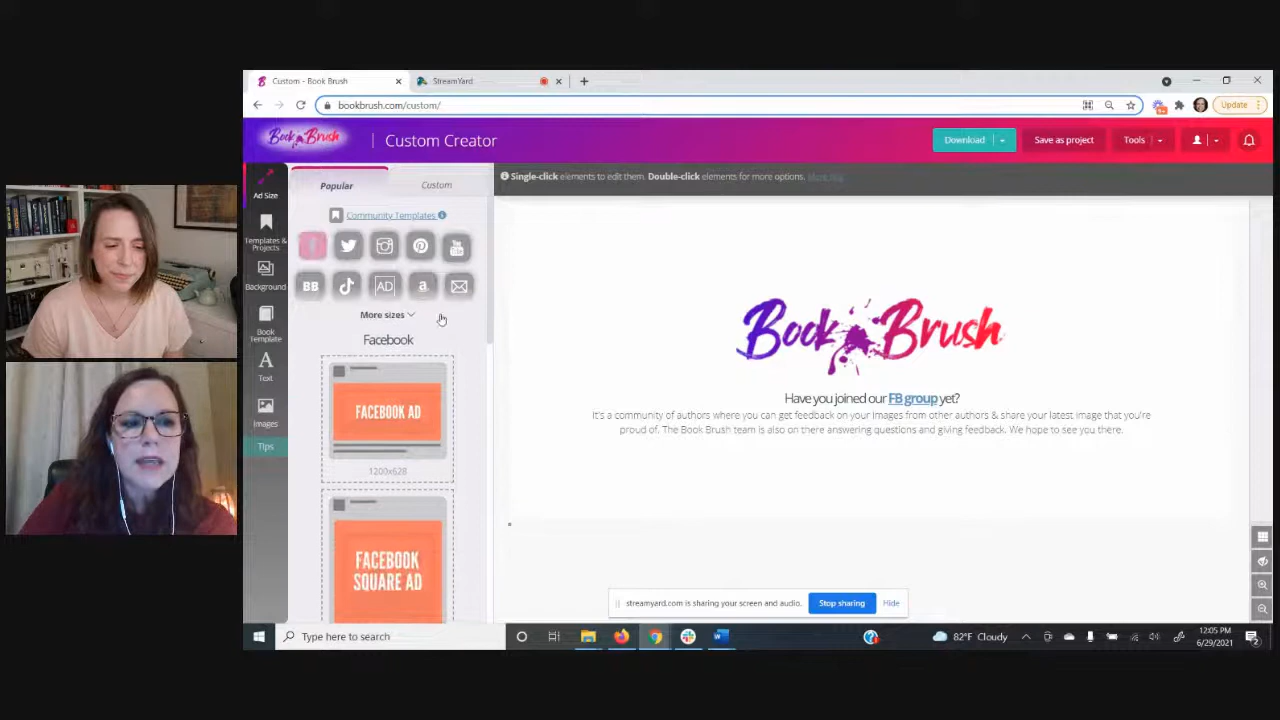 Custom - Book Brush
StreamYard
bookbrush.com/custom/
Update
Book Brush
Custom Creator
Download
Save as project
Tools
Ad Size
Popular
Custom
Single-click elements to edit them. Double-click elements for more options.
Community Templates
Templates & Projects
You Tube
BB
AD
a
Background
More sizes
Facebook
Book Brush
Book Template
FACEBOOK AD
Text
1200x628
Have you joined our FB group yet?
It's a community of authors where you can get feedback on your images from other authors & share your latest image that you're
proud of. The Book Brush team is also on there answering questions and giving feedback. We hope to see you there.
Images
Tips
FACEBOOK
SQUARE AD
streamyard.com is sharing your screen and audio.
Stop sharing
Hide
Type here to search
82°F Cloudy
12:05 PM
6/29/2021
2